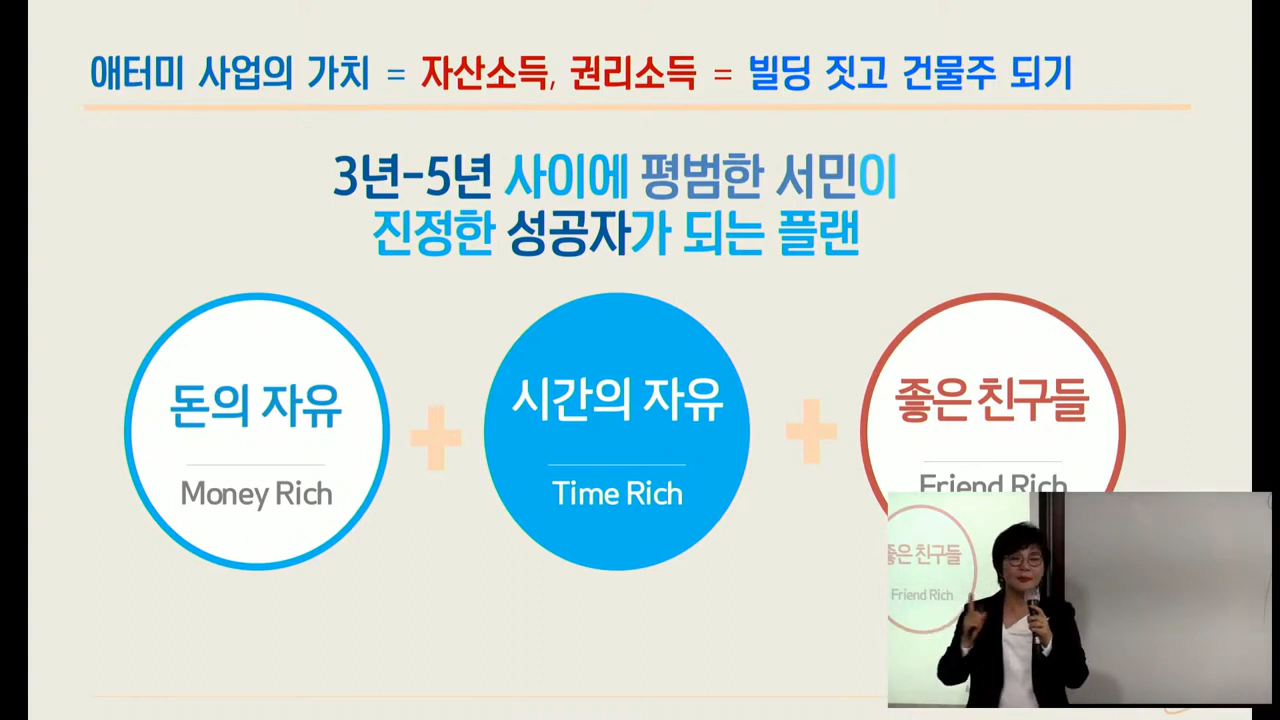 애터미 사업의 가치 = 자산소득, 권리소득 = 빌딩 짓고 건물주 되기
3년-5년 사이에 평범한 서민이
진정한 성공자가 되는 플랜
돈의 자유
Money Rich
시간의 자유
Time Rich
좋은 친구들
Friend Rich
좋은 친구들
Friend Rich